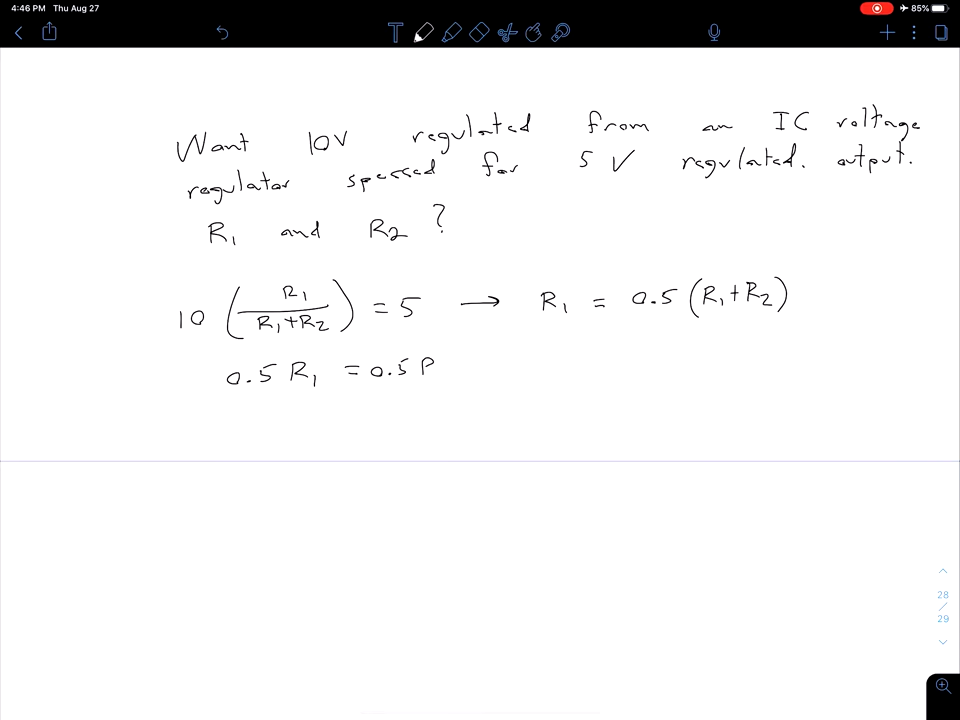 4:46 PM Thu Aug 27
85%
Want 10V regulated from an IC voltage
regulator specced for 5 V regulated. output.
R1 and R2 ?
10 (R1/(R1+R2)) = 5 → R1 = 0.5 (R1+R2)
0.5 R1 = 0.5 P
28
/
29